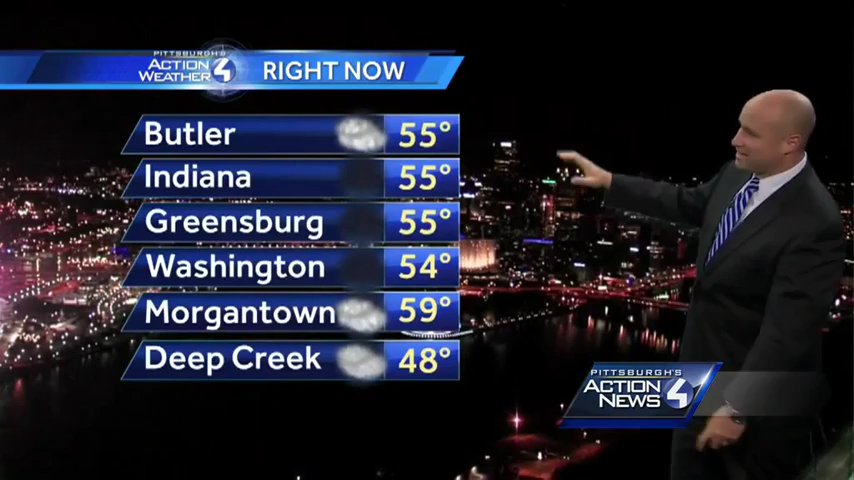 PITTSBURGH'S
ACTION
WEATHER 4
RIGHT NOW
Butler 55°
Indiana 55°
Greensburg 55°
Washington 54°
Morgantown 59°
Deep Creek 48°
PITTSBURGH'S
ACTION
NEWS 4